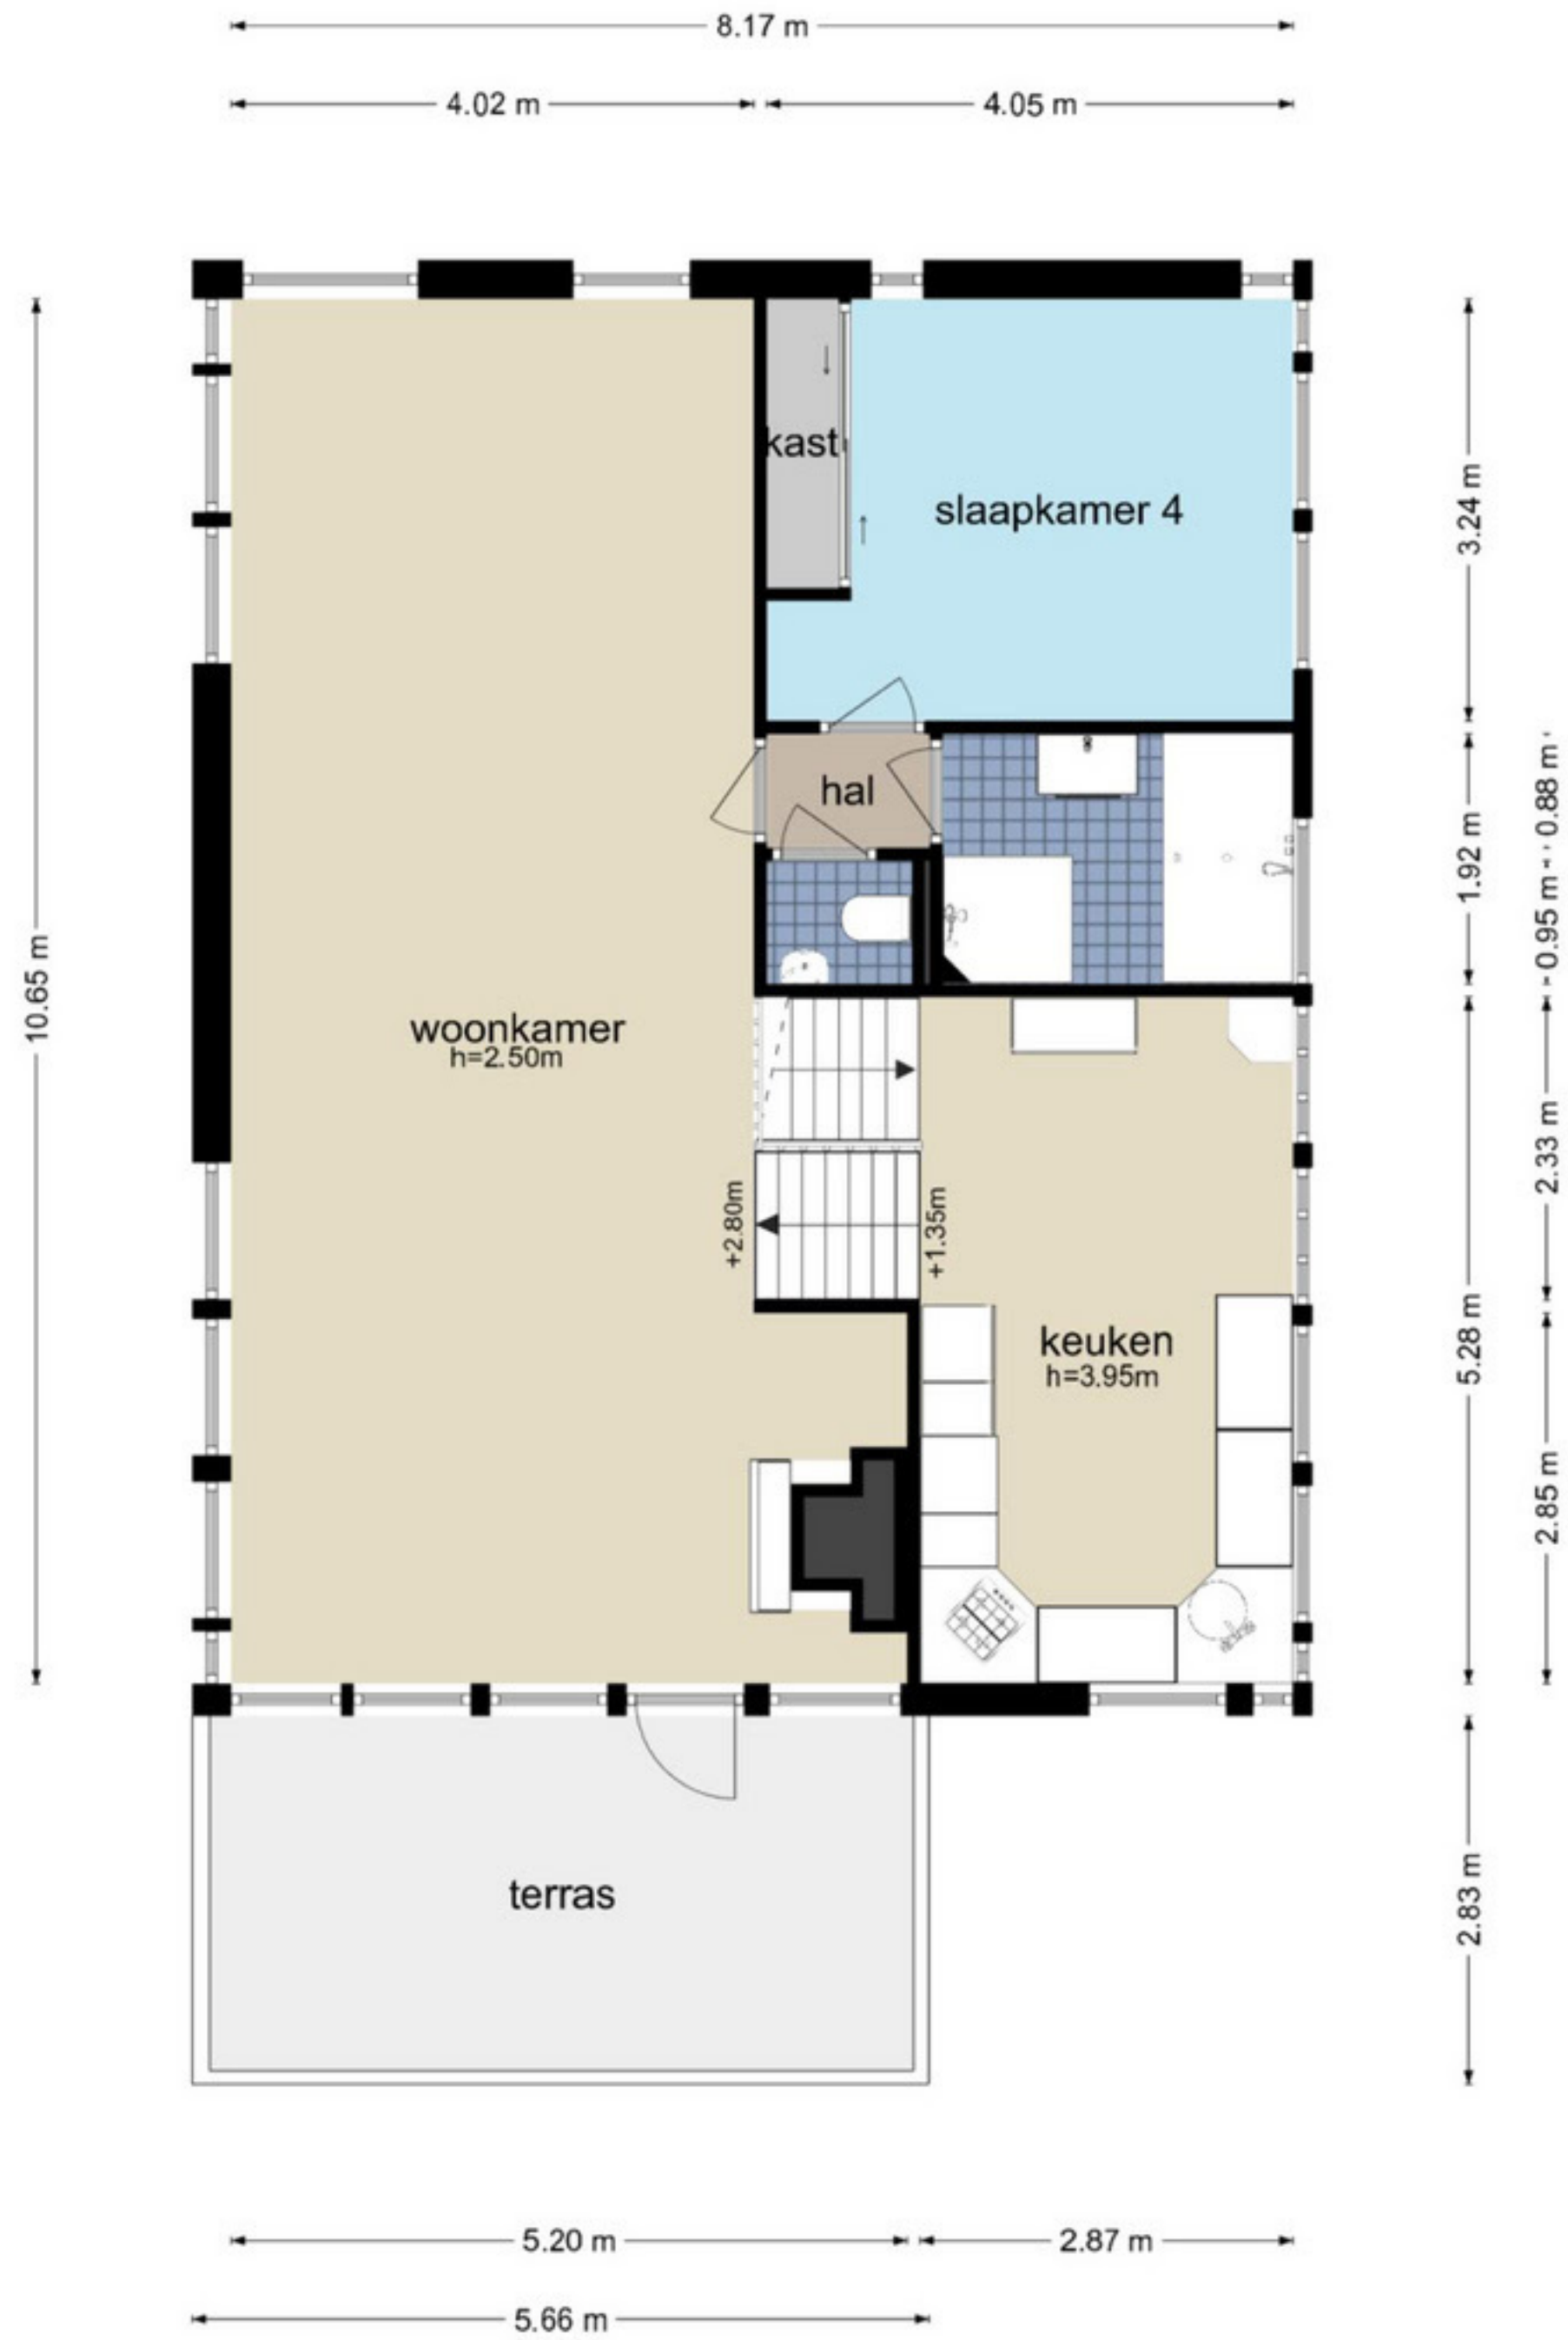 8.17 m
4.02 m
4.05 m
kast
slaapkamer 4
3.24 m
hal
1.92 m
0.95 m
0.88 m
10.65 m
woonkamer
h=2.50m
+2.80m
+1.35m
2.33 m
5.28 m
keuken
h=3.95m
2.85 m
terras
2.83 m
5.20 m
2.87 m
5.66 m